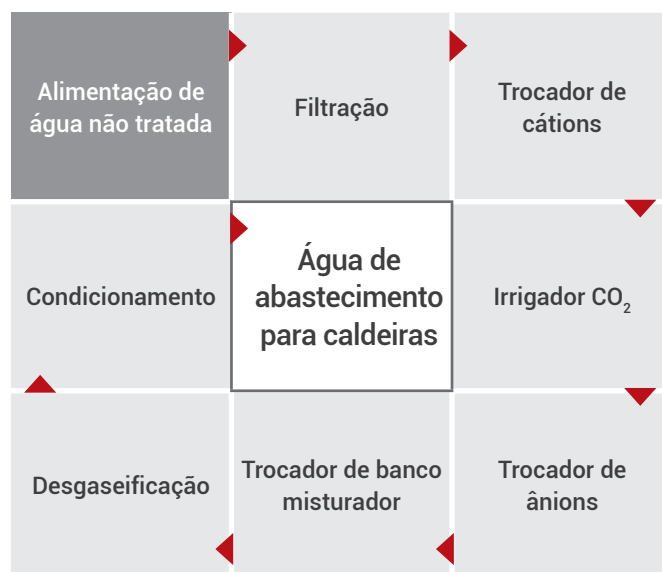 Alimentação de
água não tratada
Filtração
Trocador de
cátions
Condicionamento
Água de
abastecimento
para caldeiras
Irrigador CO₂
Desgaseificação
Trocador de banco
misturador
Trocador de
ânions